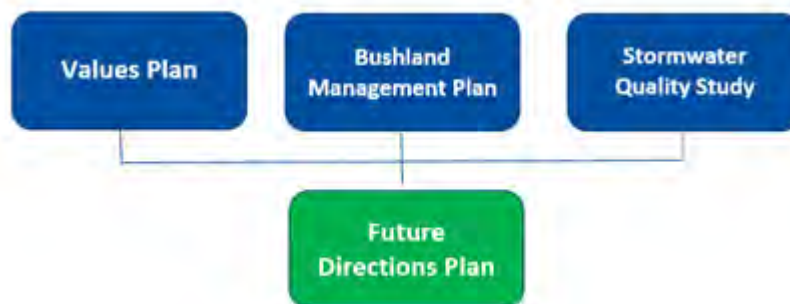 Values Plan
Bushland
Management Plan
Stormwater
Quality Study
Future
Directions Plan